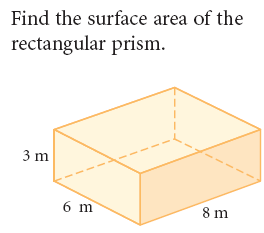 Find the surface area of the
rectangular prism.
3 m
6 m
8 m